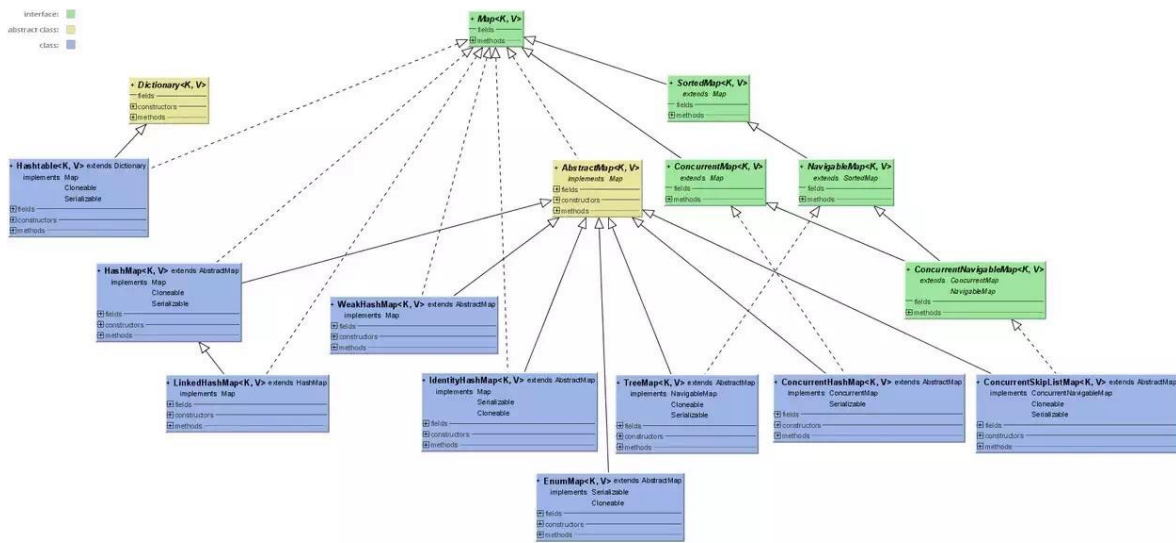 interface:
abstract class:
class:
Map<K, V>
fields
methods
Dictionary<K, V>
fields
constructors
methods
SortedMap<K, V>
extends Map
fields
methods
Hashtable<K, V> extends Dictionary
implements Map
Cloneable
Serializable
fields
constructors
methods
AbstractMap<K, V>
implements Map
fields
constructors
methods
ConcurrentMap<K, V>
extends Map
fields
methods
NavigableMap<K, V>
extends SortedMap
fields
methods
HashMap<K, V> extends AbstractMap
implements Map
Cloneable
Serializable
fields
constructors
methods
WeakHashMap<K, V> extends AbstractMap
implements Map
fields
constructors
methods
ConcurrentNavigableMap<K, V>
extends ConcurrentMap
NavigableMap
fields
methods
LinkedHashMap<K, V> extends HashMap
implements Map
fields
constructors
methods
IdentityHashMap<K, V> extends AbstractMap
implements Map
Serializable
Cloneable
fields
constructors
methods
TreeMap<K, V> extends AbstractMap
implements NavigableMap
Cloneable
Serializable
fields
constructors
methods
ConcurrentHashMap<K, V> extends AbstractMap
implements ConcurrentMap
Serializable
fields
constructors
methods
ConcurrentSkipListMap<K, V> extends AbstractMap
implements ConcurrentNavigableMap
Cloneable
Serializable
fields
constructors
methods
EnumMap<K, V> extends AbstractMap
implements Serializable
Cloneable
fields
constructors
methods